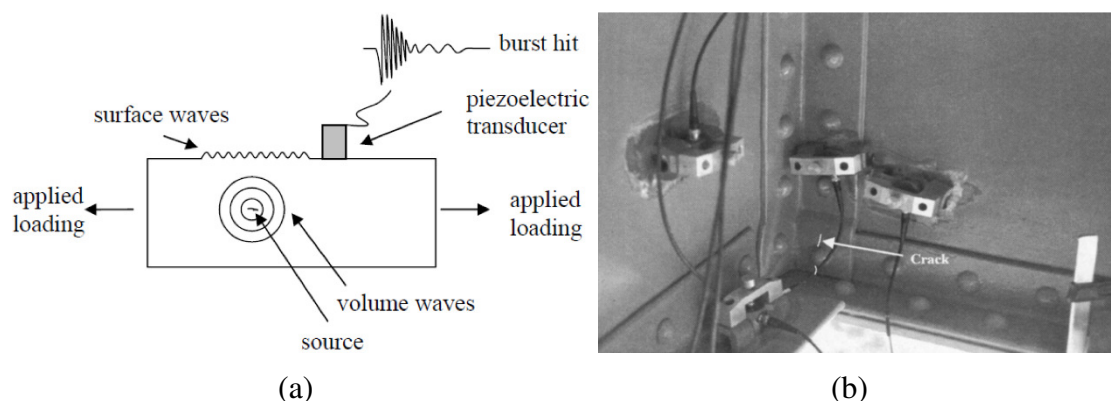 burst hit
surface waves
piezoelectric
transducer
applied
loading
applied
loading
volume waves
source
Crack
(a)
(b)